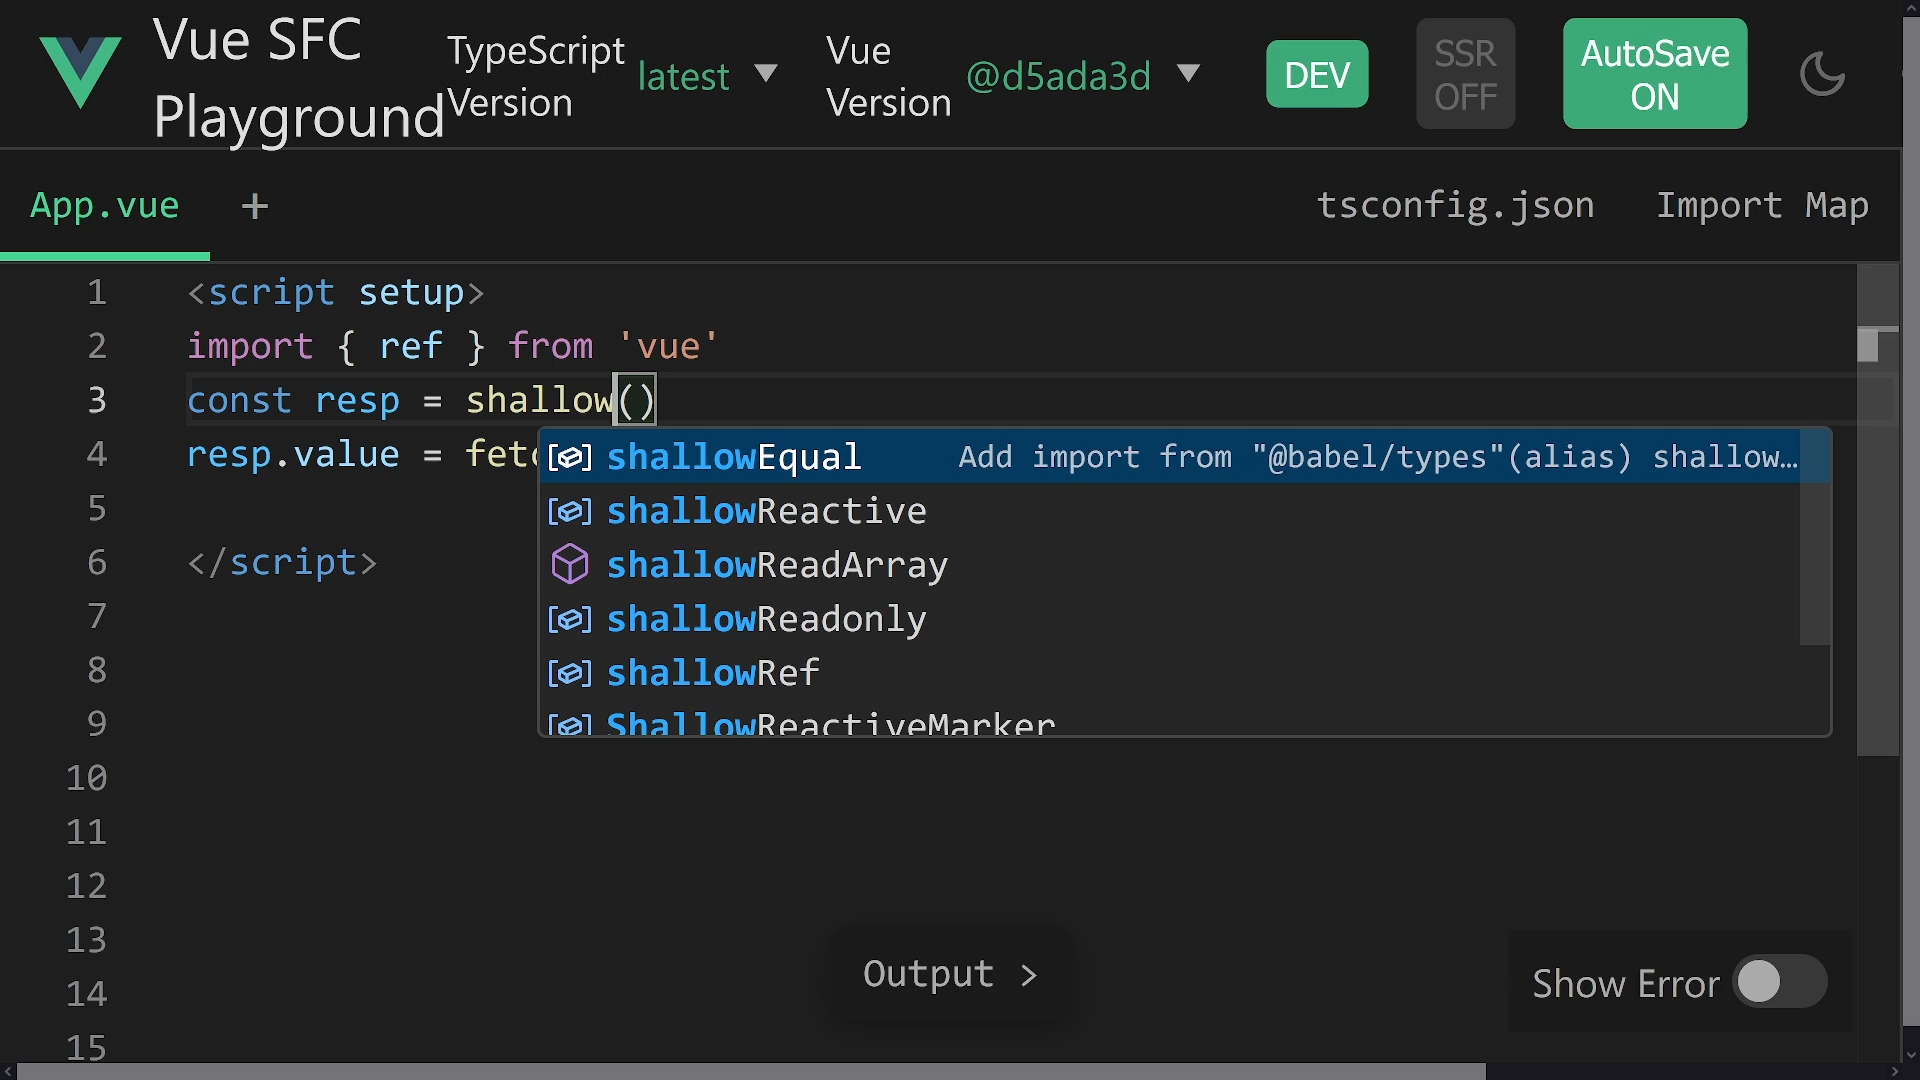 Vue SFC Playground
TypeScript Version
latest
Vue Version
@d5ada3d
DEV
SSR OFF
AutoSave ON
App.vue
+
tsconfig.json
Import Map
1 <script setup>
2 import { ref } from 'vue'
3 const resp = shallow()
4 resp.value = fetc
5
6 </script>
7
8
9
10
11
12
13
14
15
shallowEqual Add import from "@babel/types"(alias) shallow…
shallowReactive
shallowReadArray
shallowReadonly
shallowRef
ShallowReactiveMarker
Output >
Show Error